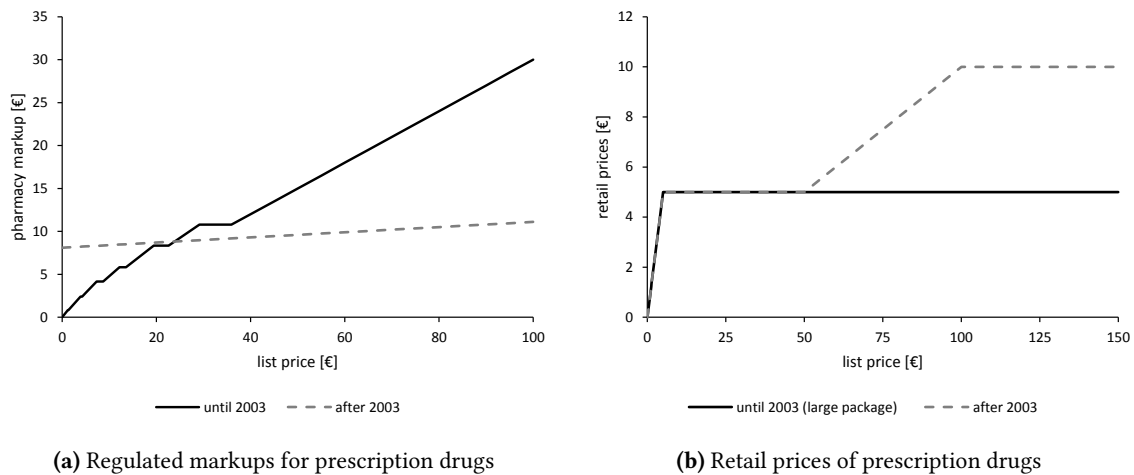 35
30
25
20
15
10
5
0
pharmacy markup [€]
0 20 40 60 80 100
list price [€]
until 2003 after 2003
(a) Regulated markups for prescription drugs
12
10
8
6
4
2
0
retail prices [€]
0 25 50 75 100 125 150
list price [€]
until 2003 (large package) after 2003
(b) Retail prices of prescription drugs